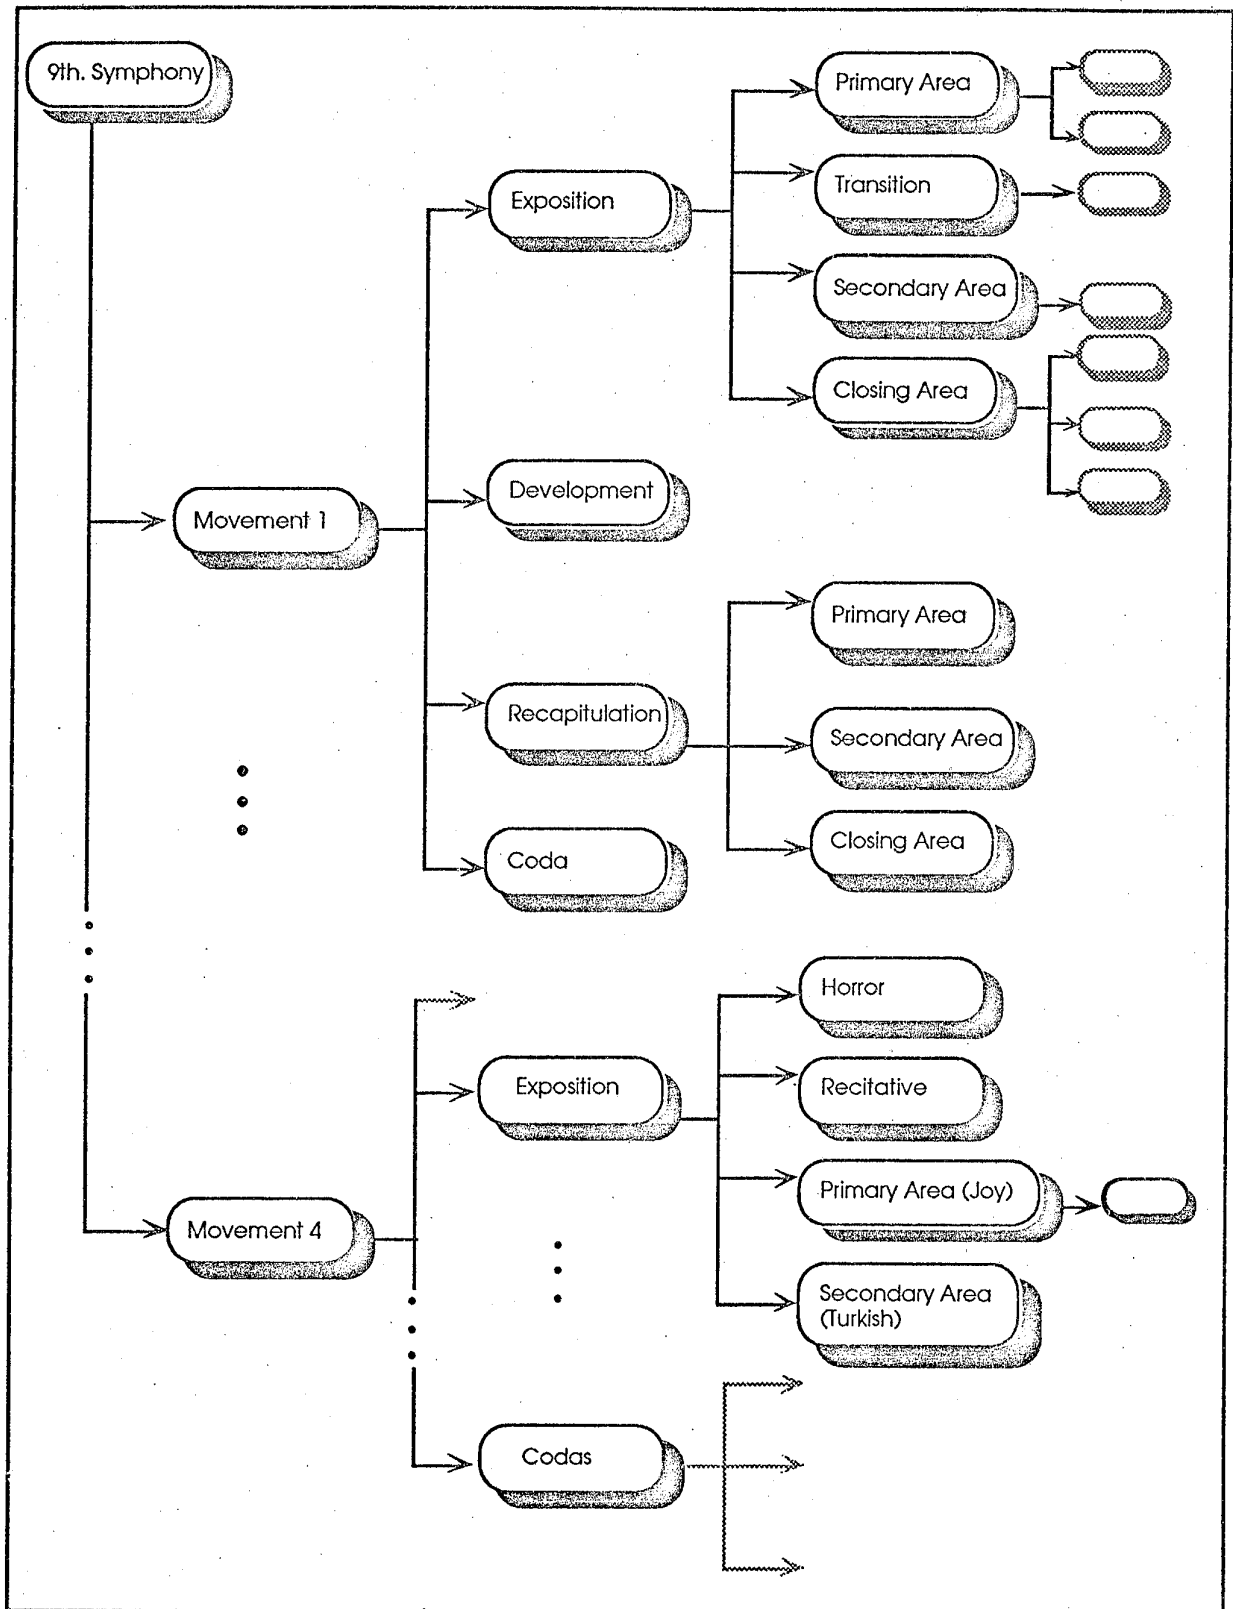 9th. Symphony
Movement 1
Exposition
Primary Area
Transition
Secondary Area
Closing Area
Development
Recapitulation
Primary Area
Secondary Area
Closing Area
Coda
Movement 4
Exposition
Horror
Recitative
Primary Area (Joy)
Secondary Area
(Turkish)
Codas